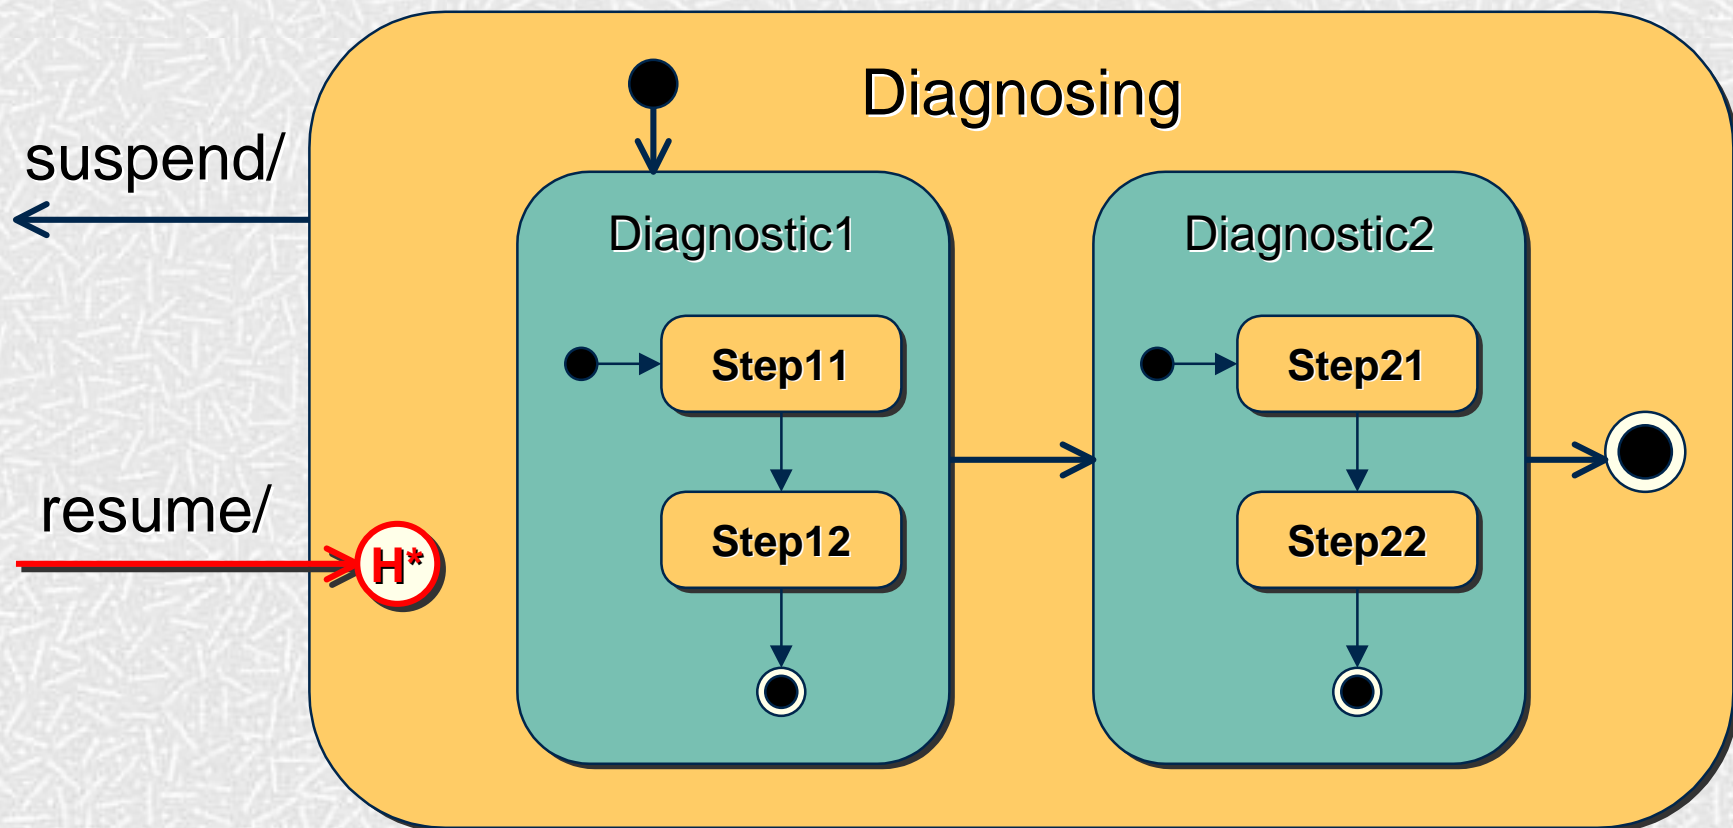 Diagnosing
suspend/
Diagnostic1
Diagnostic2
Step11
Step21
resume/
H*
Step12
Step22